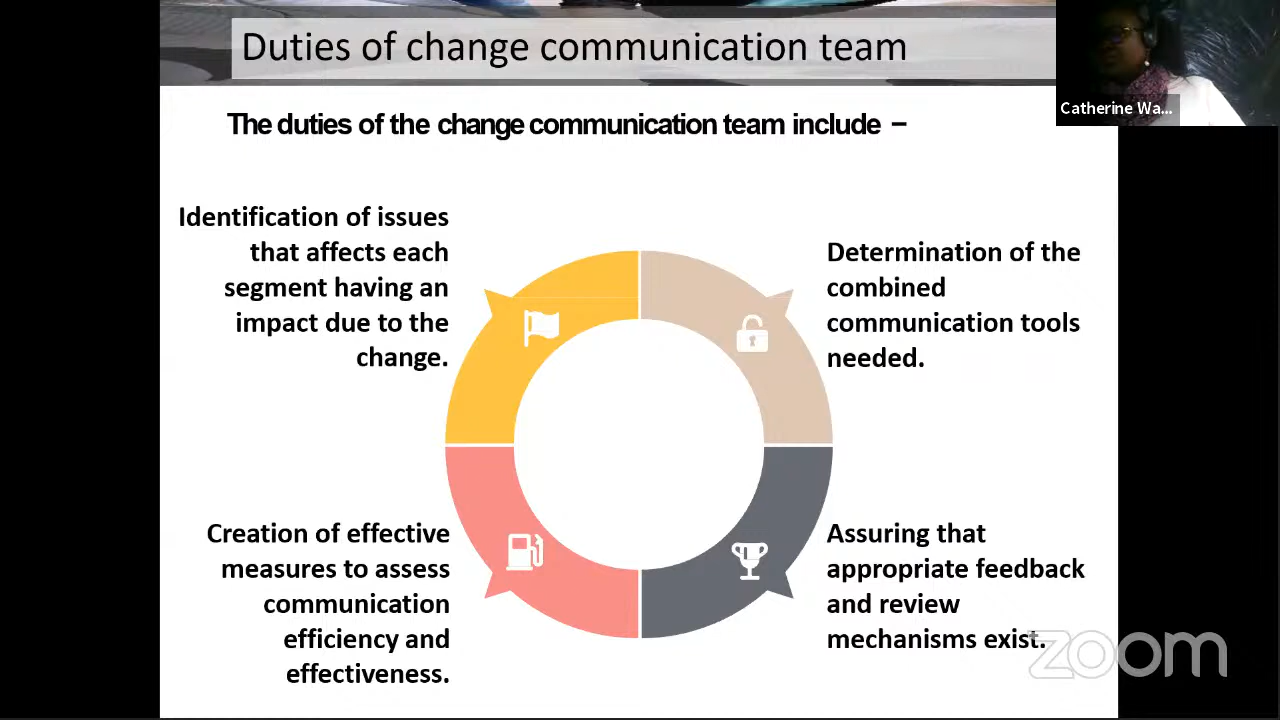 Duties of change communication team
Catherine Wa...
The duties of the change communication team include –
Identification of issues
that affects each
segment having an
impact due to the
change.
Determination of the
combined
communication tools
needed.
Creation of effective
measures to assess
communication
efficiency and
effectiveness.
Assuring that
appropriate feedback
and review
mechanisms exist.
zoom